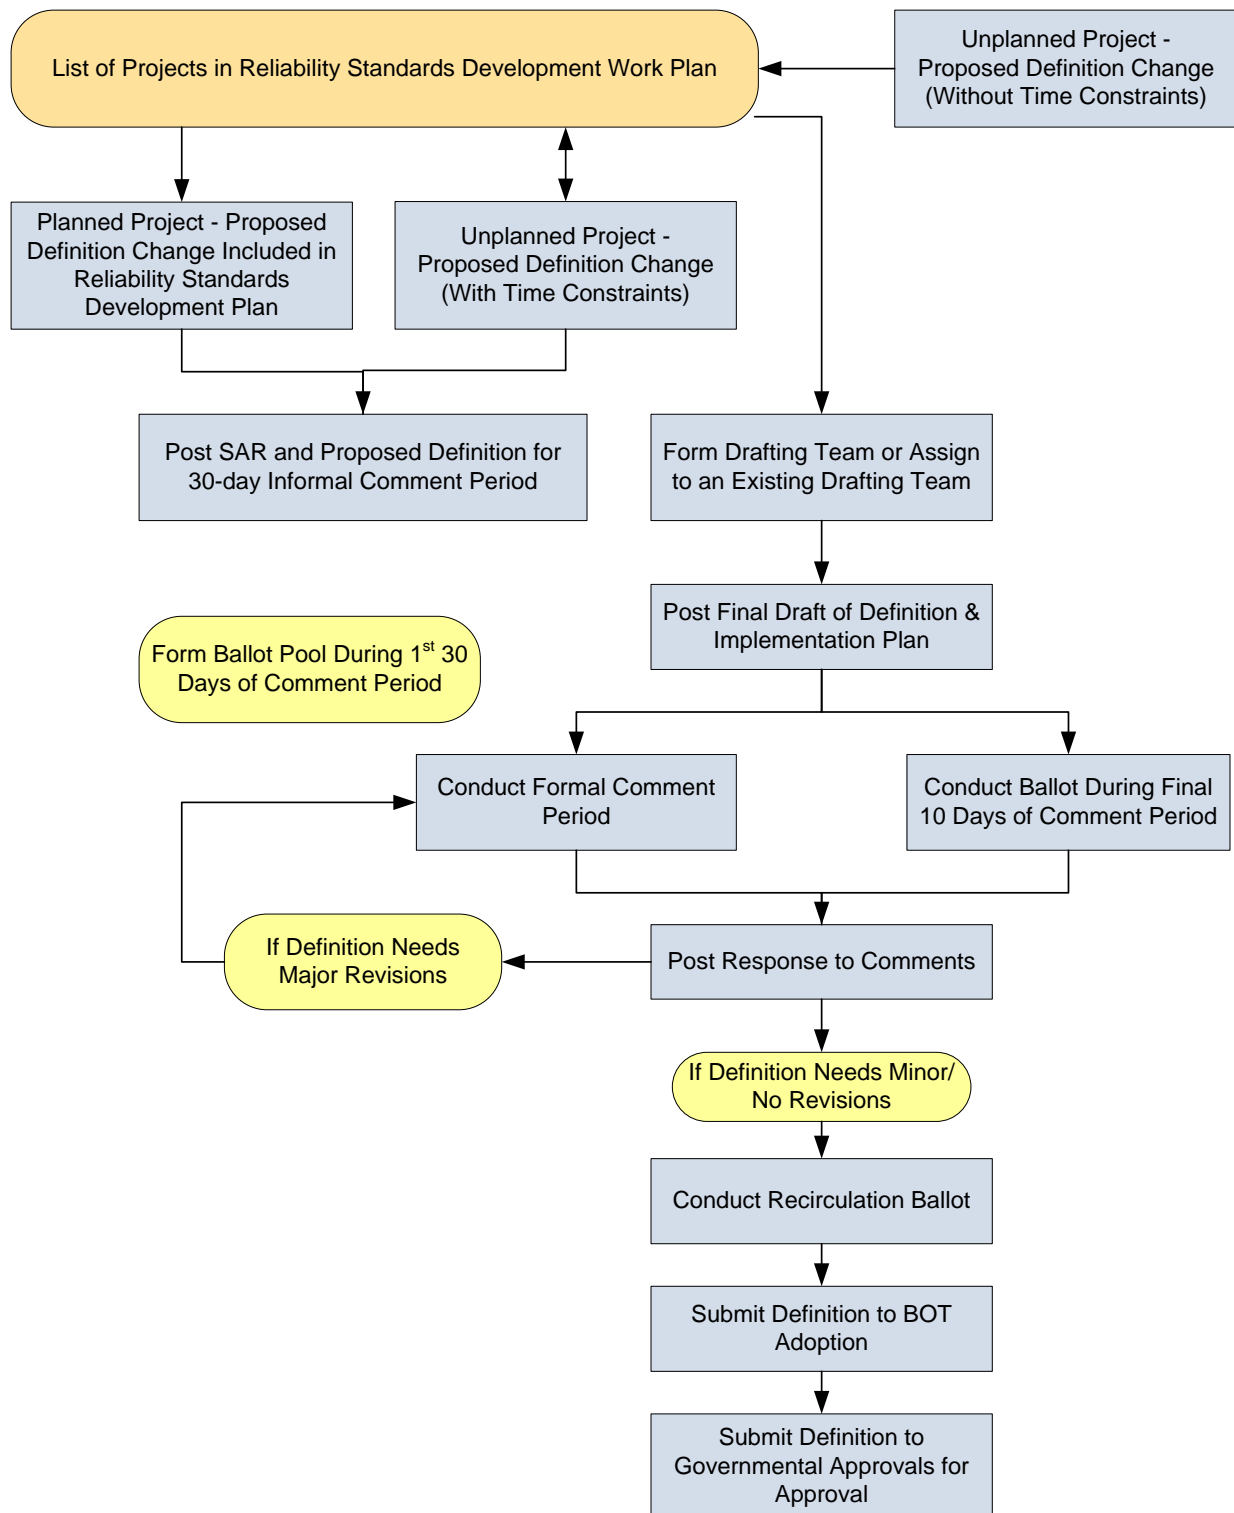 List of Projects in Reliability Standards Development Work Plan
Unplanned Project -
Proposed Definition Change
(Without Time Constraints)
Planned Project - Proposed
Definition Change Included in
Reliability Standards
Development Plan
Unplanned Project -
Proposed Definition Change
(With Time Constraints)
Post SAR and Proposed Definition for
30-day Informal Comment Period
Form Drafting Team or Assign
to an Existing Drafting Team
Post Final Draft of Definition &
Implementation Plan
Form Ballot Pool During 1st 30
Days of Comment Period
Conduct Formal Comment
Period
Conduct Ballot During Final
10 Days of Comment Period
If Definition Needs
Major Revisions
Post Response to Comments
If Definition Needs Minor/
No Revisions
Conduct Recirculation Ballot
Submit Definition to BOT
Adoption
Submit Definition to
Governmental Approvals for
Approval